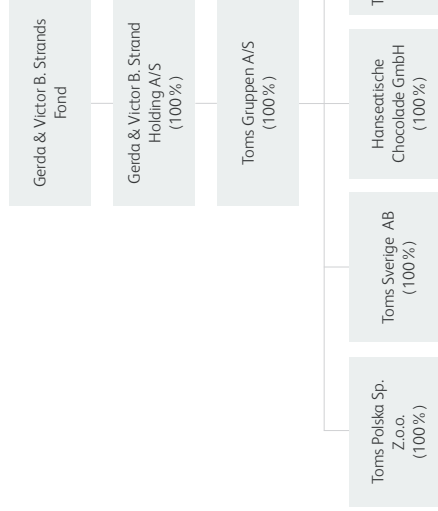 Gerda & Victor B. Strands
Fond
Gerda & Victor B. Strand
Holding A/S
(100 %)
Toms Gruppen A/S
(100 %)
Toms Polska Sp.
Z.o.o.
(100 %)
Toms Sverige AB
(100 %)
Hanseatische
Chocolade GmbH
(100 %)